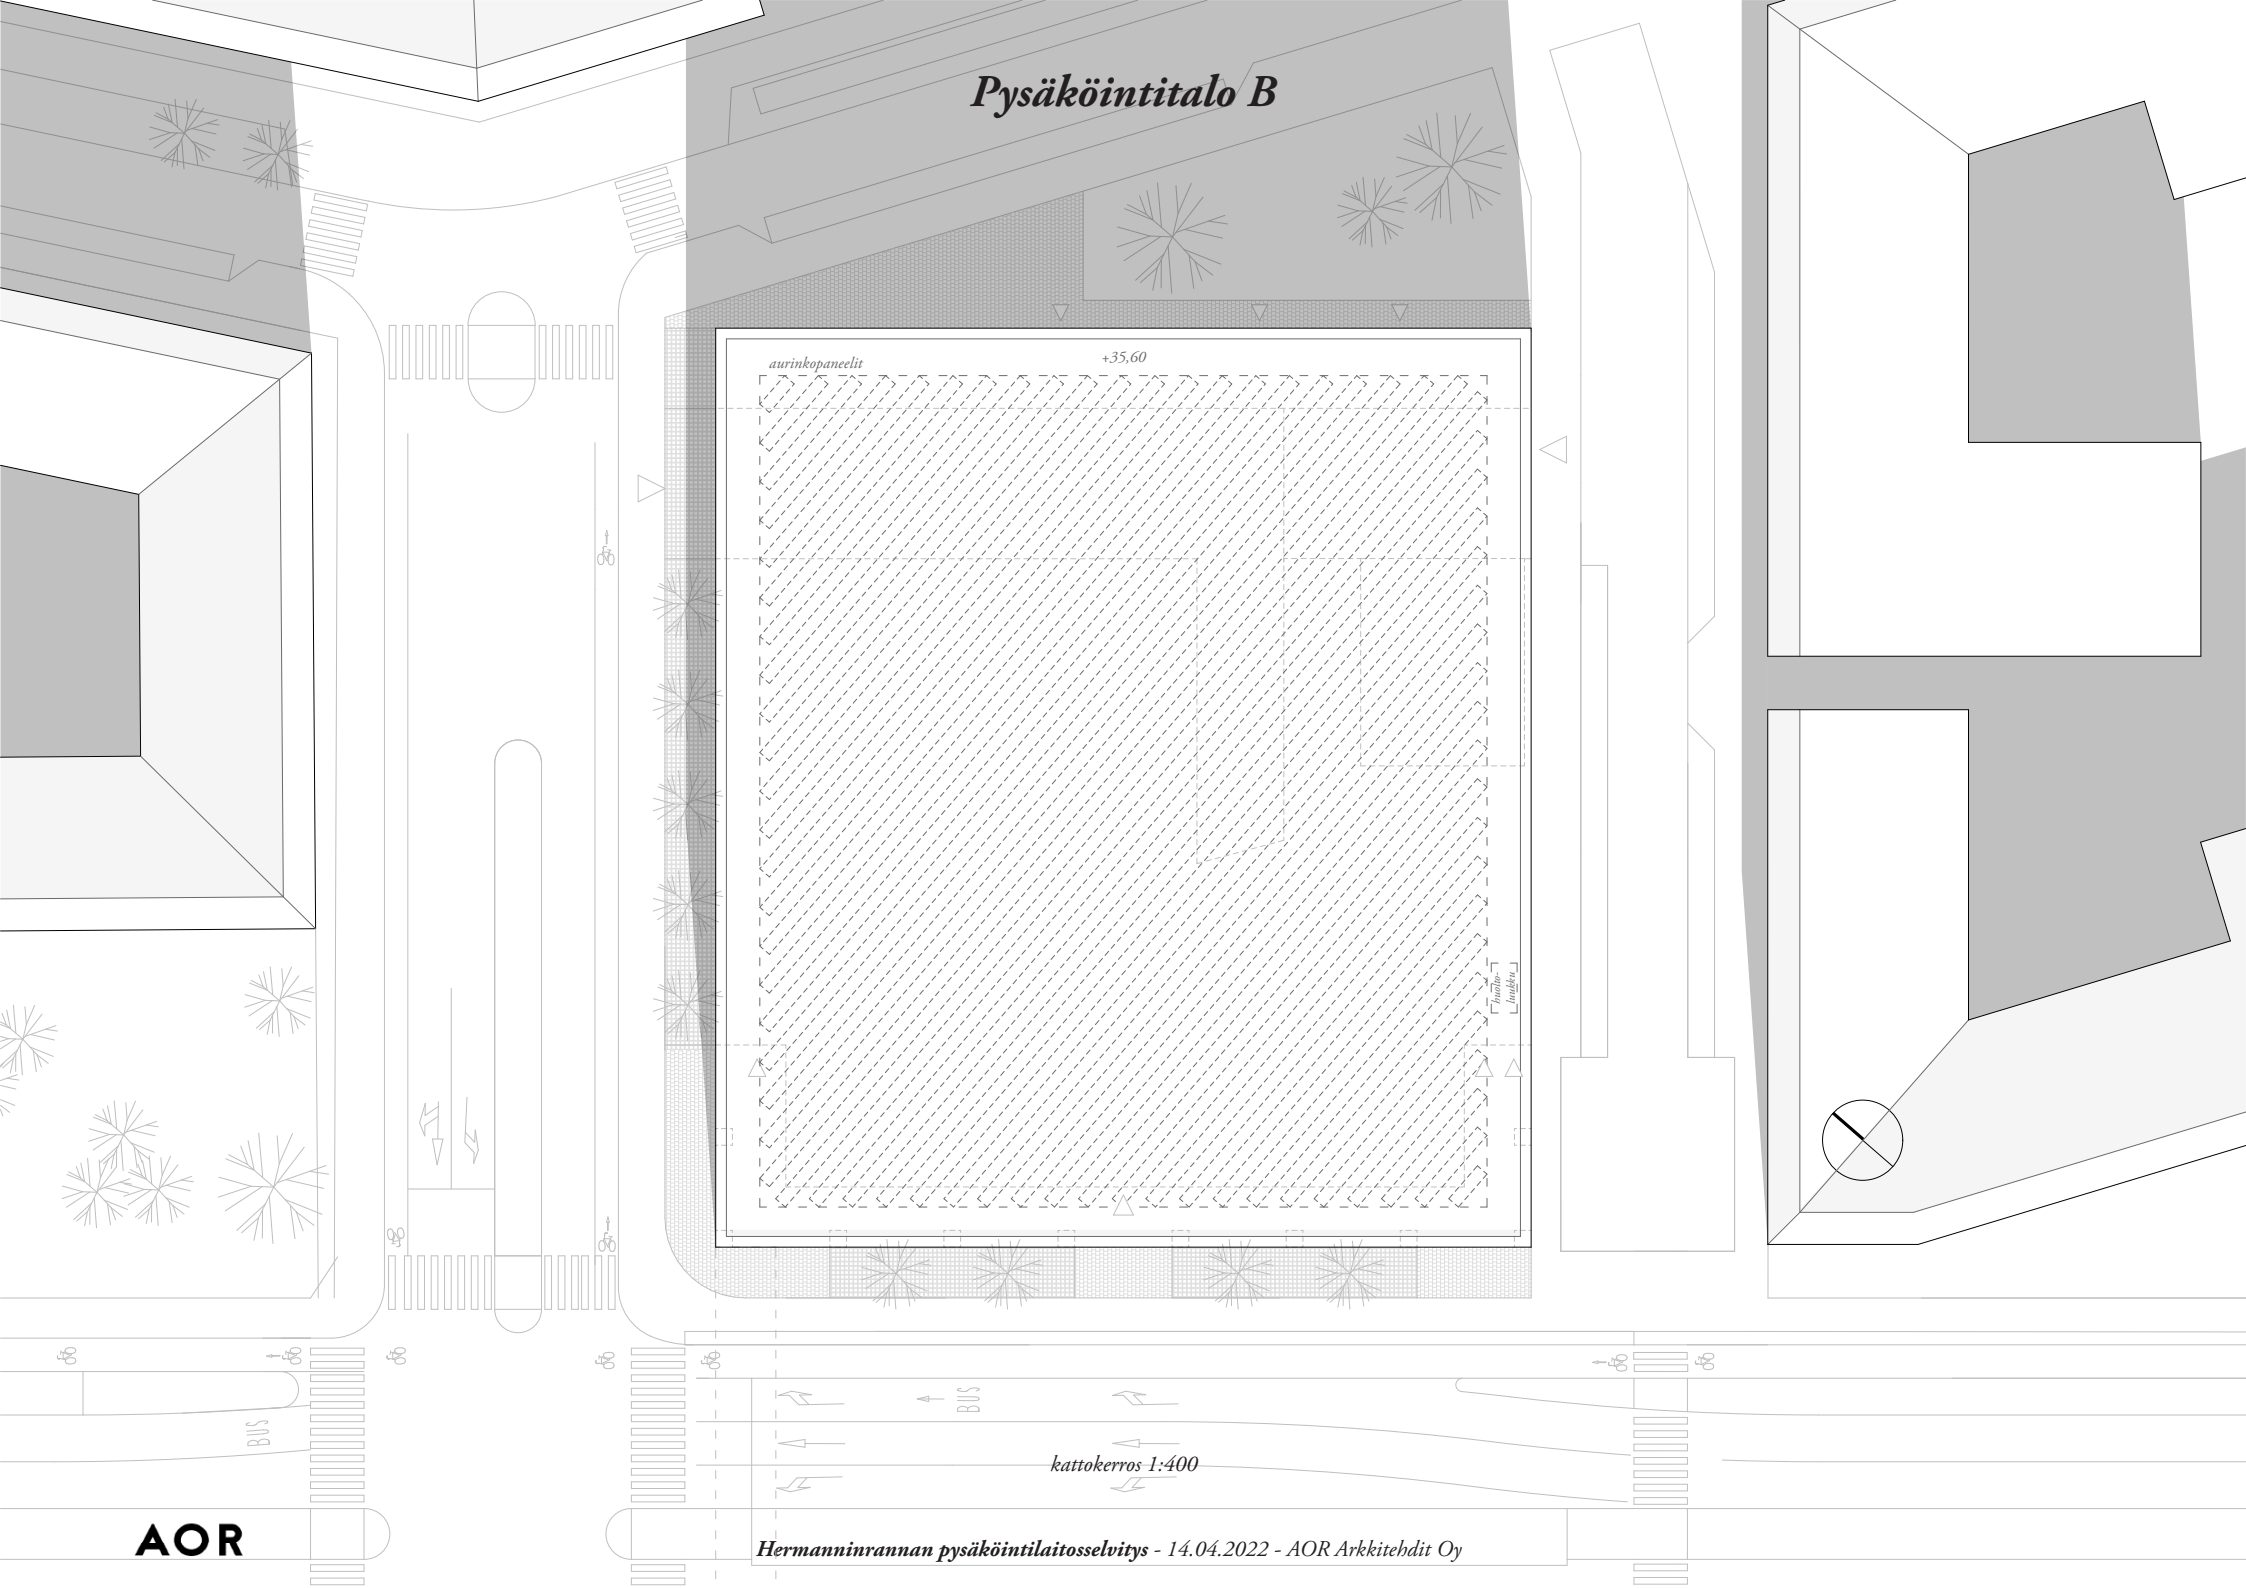 Pysäköintitalo B
aurinkopaneelit
+35,60
huolto-
luukku
BUS
BUS
kattokerros 1:400
AOR
Hermanninrannan pysäköintilaitosselvitys - 14.04.2022 - AOR Arkkitehdit Oy